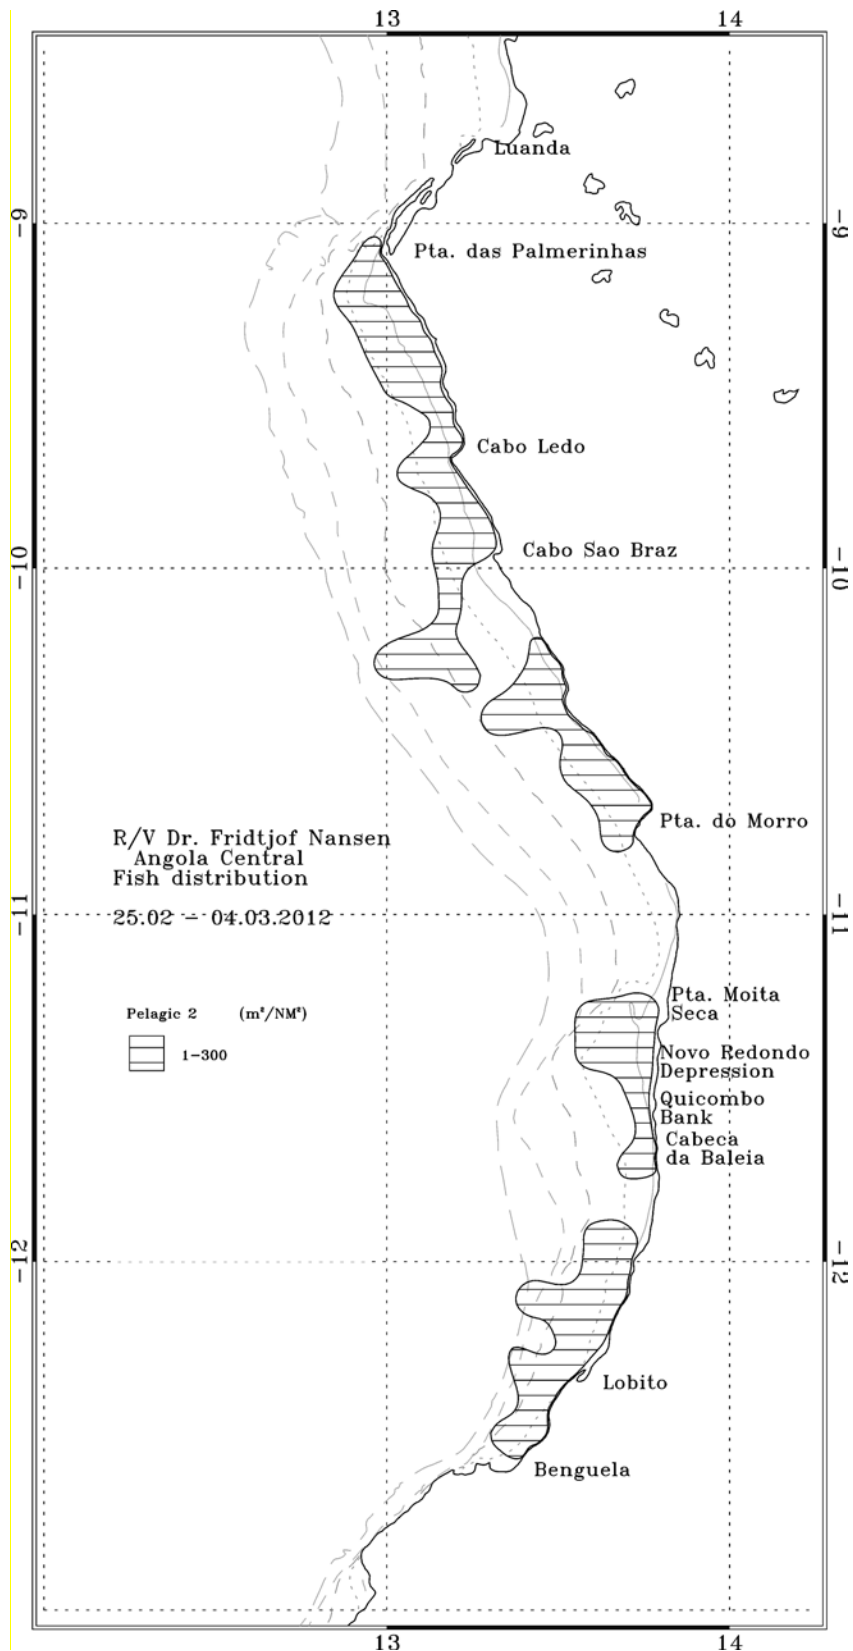 13 14
Luanda
-9 -9
Pta. das Palmerinhas
Cabo Ledo
Cabo Sao Braz
-10 -10
Pta. do Morro
R/V Dr. Fridtjof Nansen
Angola Central
Fish distribution
-11 -11
25.02 – 04.03.2012
Pta. Moita
Seca
Pelagic 2 (m²/NM²)
1-300
Novo Redondo
Depression
Quicombo
Bank
Cabeca
da Baleia
-12 -12
Lobito
Benguela
13 14